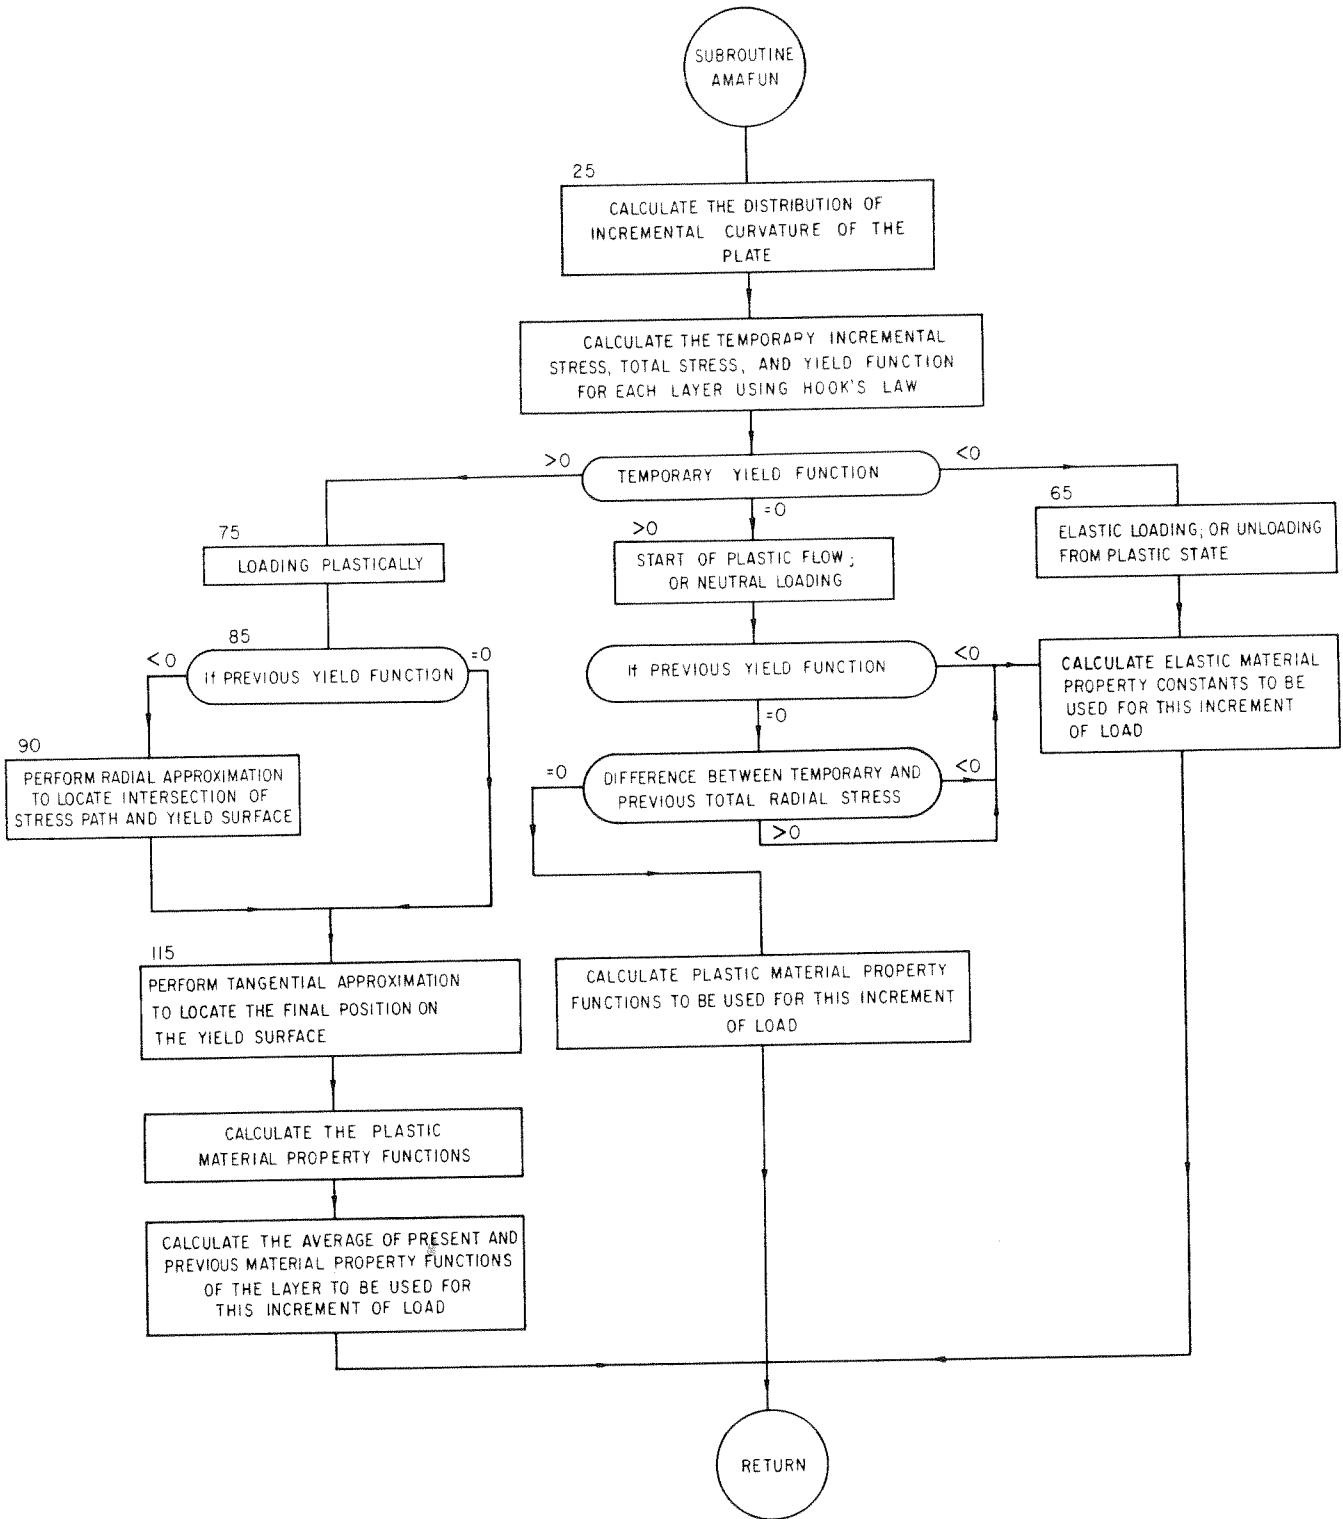 SUBROUTINE
AMAFUN
25
CALCULATE THE DISTRIBUTION OF
INCREMENTAL CURVATURE OF THE
PLATE
CALCULATE THE TEMPORARY INCREMENTAL
STRESS, TOTAL STRESS, AND YIELD FUNCTION
FOR EACH LAYER USING HOOK'S LAW
>0
TEMPORARY YIELD FUNCTION
<0
=0
75
LOADING PLASTICALLY
>0
START OF PLASTIC FLOW;
OR NEUTRAL LOADING
65
ELASTIC LOADING; OR UNLOADING
FROM PLASTIC STATE
85
<0
If PREVIOUS YIELD FUNCTION
=0
If PREVIOUS YIELD FUNCTION
<0
=0
CALCULATE ELASTIC MATERIAL
PROPERTY CONSTANTS TO BE
USED FOR THIS INCREMENT
OF LOAD
90
PERFORM RADIAL APPROXIMATION
TO LOCATE INTERSECTION OF
STRESS PATH AND YIELD SURFACE
=0
DIFFERENCE BETWEEN TEMPORARY AND
PREVIOUS TOTAL RADIAL STRESS
<0
>0
115
PERFORM TANGENTIAL APPROXIMATION
TO LOCATE THE FINAL POSITION ON
THE YIELD SURFACE
CALCULATE PLASTIC MATERIAL PROPERTY
FUNCTIONS TO BE USED FOR THIS INCREMENT
OF LOAD
CALCULATE THE PLASTIC
MATERIAL PROPERTY FUNCTIONS
CALCULATE THE AVERAGE OF PRESENT AND
PREVIOUS MATERIAL PROPERTY FUNCTIONS
OF THE LAYER TO BE USED FOR
THIS INCREMENT OF LOAD
RETURN